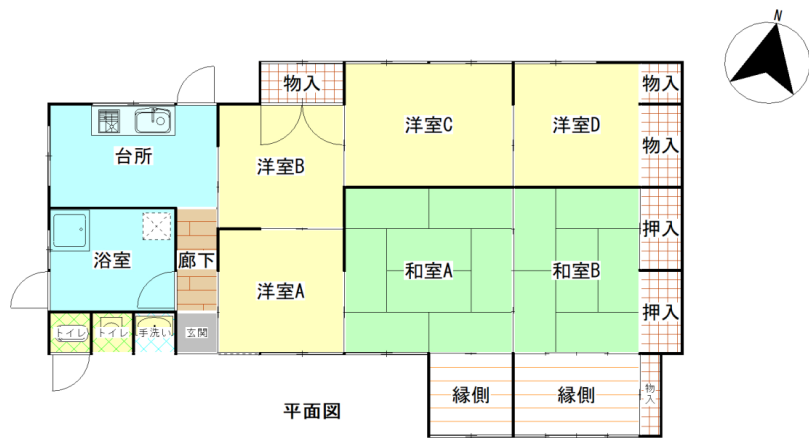 N
物入
台所
洋室B
洋室C
洋室D
物入
物入
浴室
廊下
洋室A
和室A
和室B
押入
押入
トイレ
トイレ
手洗い
玄関
平面図
縁側
縁側
物入